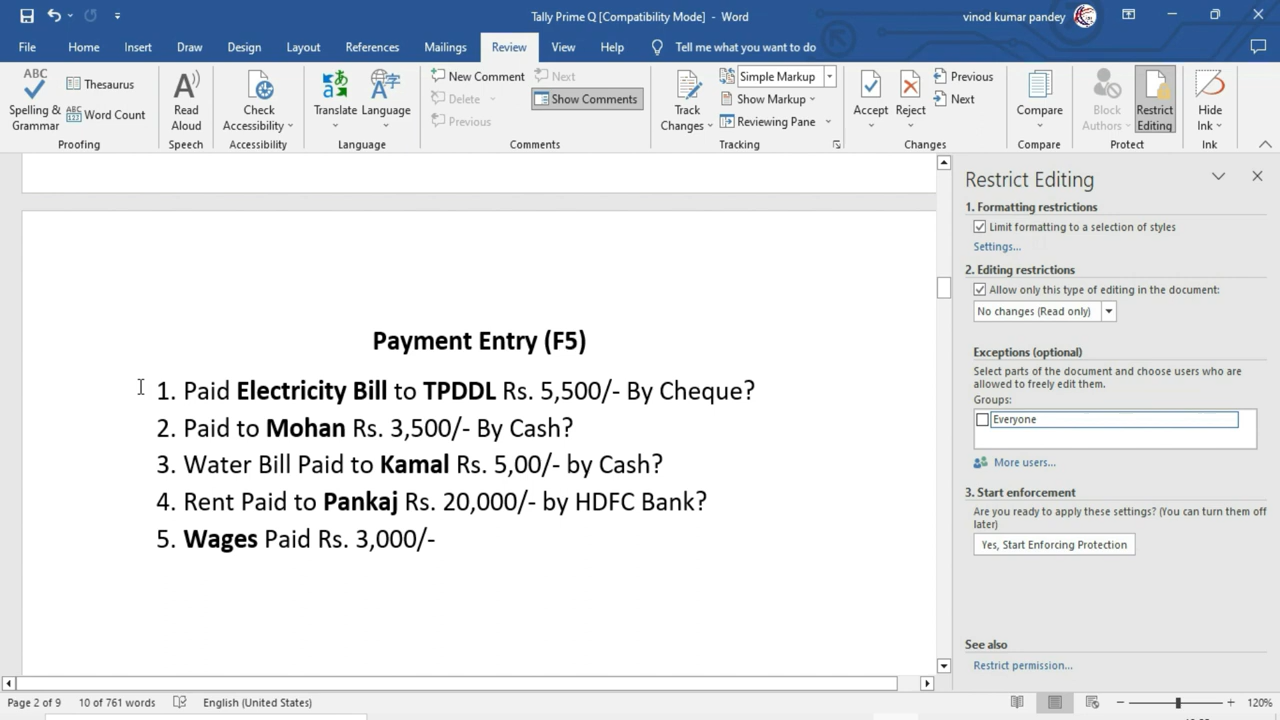 Tally Prime Q [Compatibility Mode] - Word
vinod kumar pandey
File Home Insert Draw Design Layout References Mailings Review View Help Tell me what you want to do
ABC
Spelling & Grammar
Thesaurus
ABC 123 Word Count
Proofing
Read Aloud
Speech
Check Accessibility
Accessibility
Translate
Language
Language
New Comment
Delete
Previous
Next
Show Comments
Comments
Track Changes
Simple Markup
Show Markup
Reviewing Pane
Tracking
Accept
Reject
Previous
Next
Changes
Compare
Compare
Block Authors
Restrict Editing
Protect
Hide Ink
Ink
Payment Entry (F5)
1. Paid Electricity Bill to TPDDL Rs. 5,500/- By Cheque?
2. Paid to Mohan Rs. 3,500/- By Cash?
3. Water Bill Paid to Kamal Rs. 5,00/- by Cash?
4. Rent Paid to Pankaj Rs. 20,000/- by HDFC Bank?
5. Wages Paid Rs. 3,000/-
Restrict Editing
1. Formatting restrictions
Limit formatting to a selection of styles
Settings...
2. Editing restrictions
Allow only this type of editing in the document:
No changes (Read only)
Exceptions (optional)
Select parts of the document and choose users who are
allowed to freely edit them.
Groups:
Everyone
More users...
3. Start enforcement
Are you ready to apply these settings? (You can turn them off
later)
Yes, Start Enforcing Protection
See also
Restrict permission...
Page 2 of 9 10 of 761 words English (United States) 120%